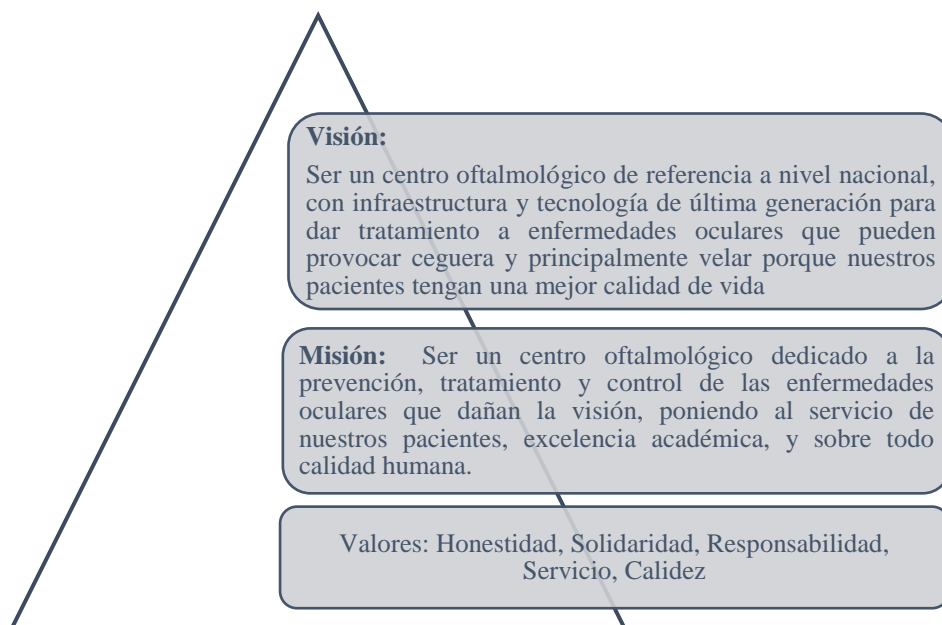 Visión:
Ser un centro oftalmológico de referencia a nivel nacional,
con infraestructura y tecnología de última generación para
dar tratamiento a enfermedades oculares que pueden
provocar ceguera y principalmente velar porque nuestros
pacientes tengan una mejor calidad de vida
Misión: Ser un centro oftalmológico dedicado a la
prevención, tratamiento y control de las enfermedades
oculares que dañan la visión, poniendo al servicio de
nuestros pacientes, excelencia académica, y sobre todo
calidad humana.
Valores: Honestidad, Solidaridad, Responsabilidad,
Servicio, Calidez